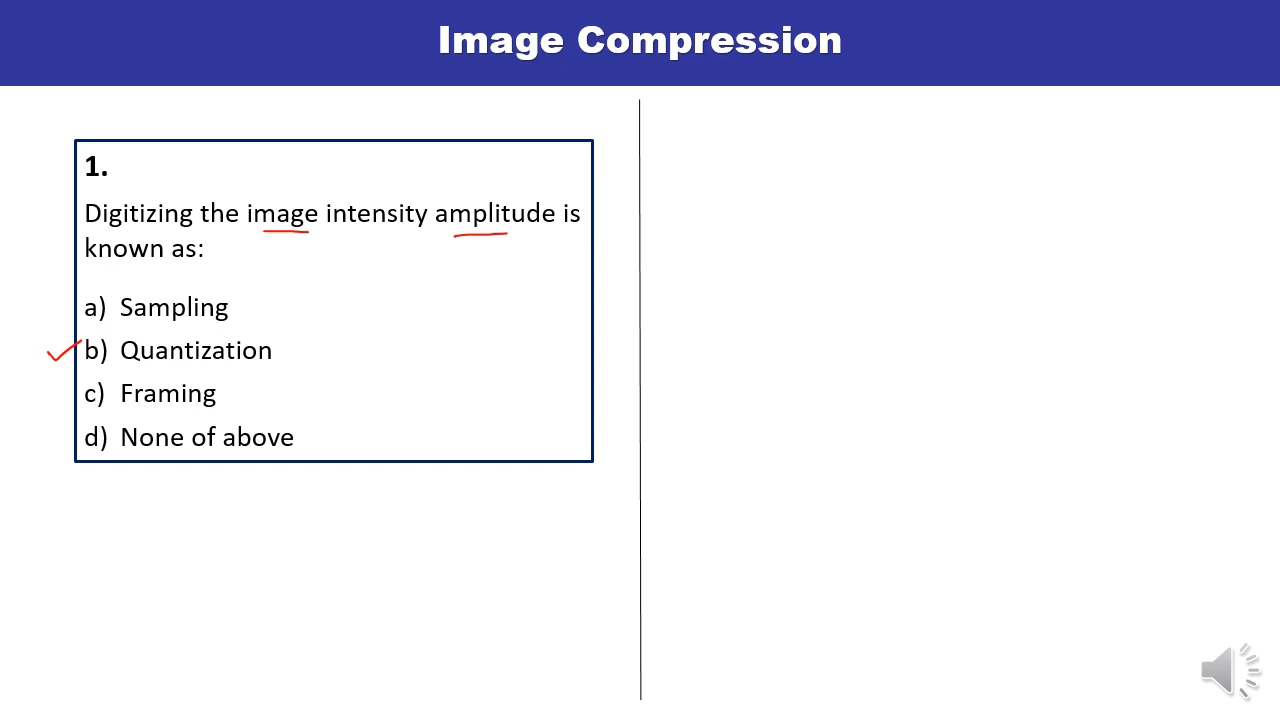 Image Compression
1.
Digitizing the image intensity amplitude is
known as:
a) Sampling
b) Quantization
c) Framing
d) None of above